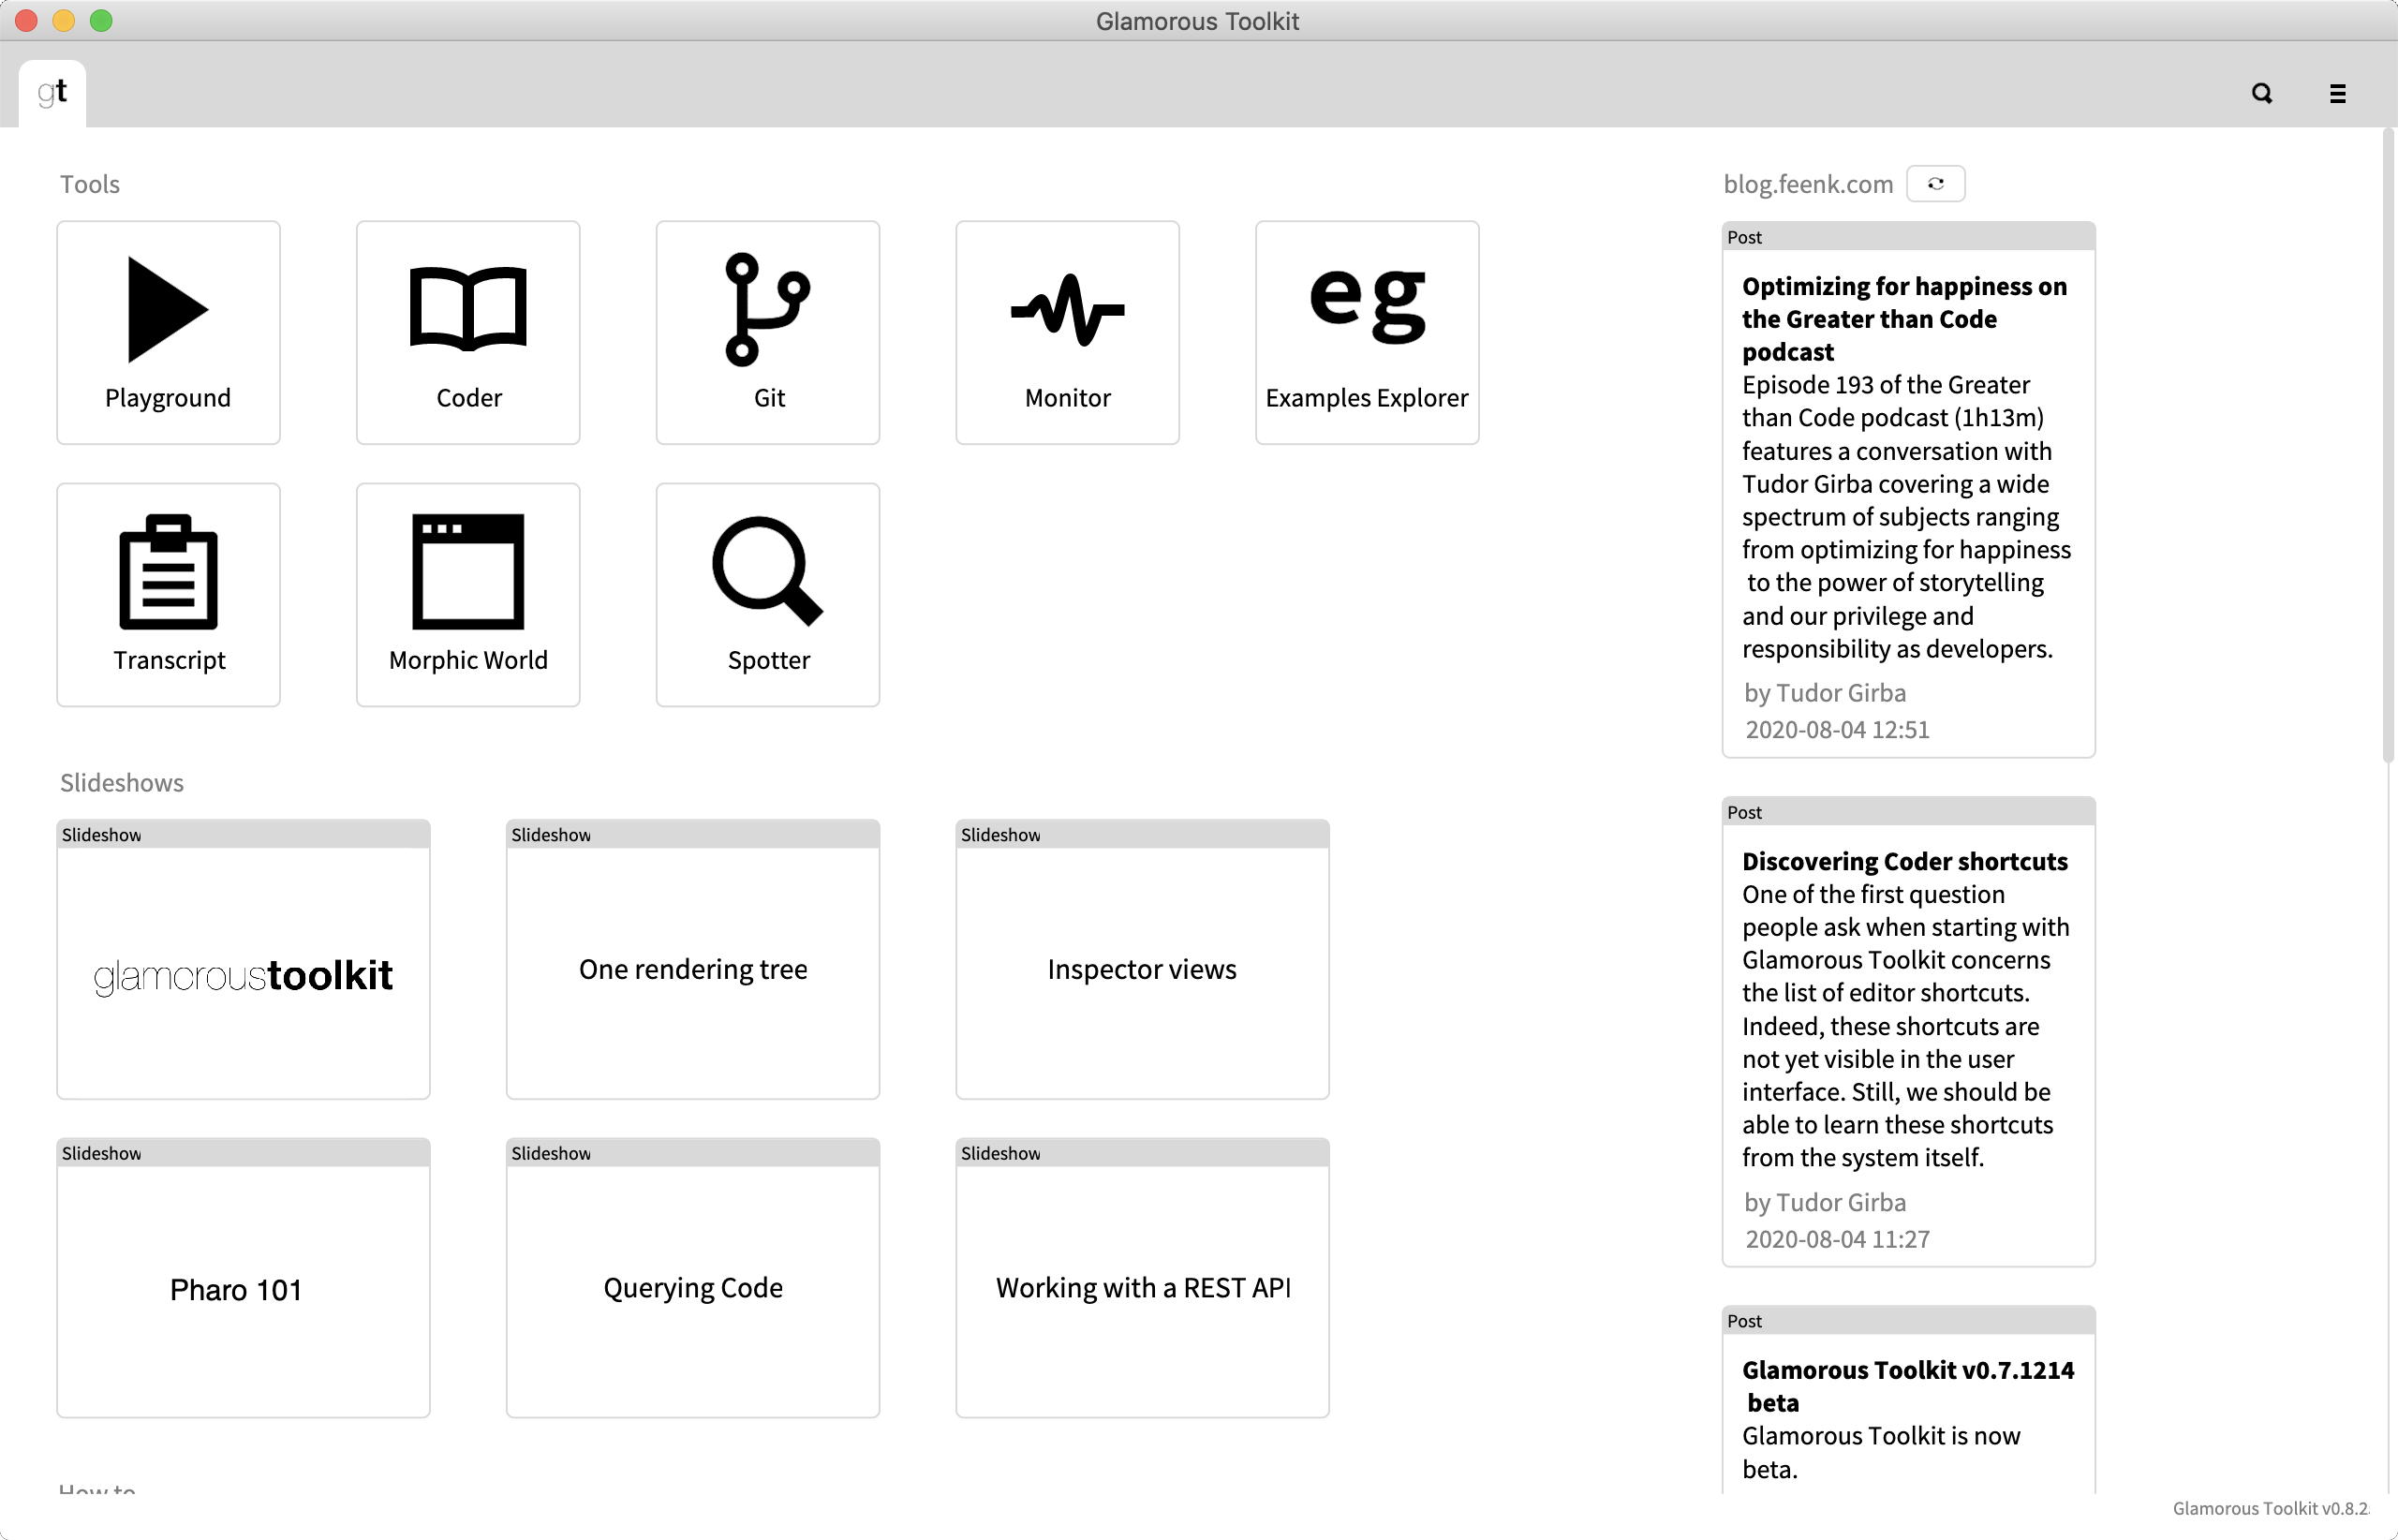 Glamorous Toolkit
gt
Tools
Playground
Coder
Git
Monitor
eg
Examples Explorer
Transcript
Morphic World
Spotter
Slideshows
Slideshow
glamoroustoolkit
Slideshow
One rendering tree
Slideshow
Inspector views
Slideshow
Pharo 101
Slideshow
Querying Code
Slideshow
Working with a REST API
How to
blog.feenk.com
Post
Optimizing for happiness on
the Greater than Code
podcast
Episode 193 of the Greater
than Code podcast (1h13m)
features a conversation with
Tudor Girba covering a wide
spectrum of subjects ranging
from optimizing for happiness
to the power of storytelling
and our privilege and
responsibility as developers.
by Tudor Girba
2020-08-04 12:51
Post
Discovering Coder shortcuts
One of the first question
people ask when starting with
Glamorous Toolkit concerns
the list of editor shortcuts.
Indeed, these shortcuts are
not yet visible in the user
interface. Still, we should be
able to learn these shortcuts
from the system itself.
by Tudor Girba
2020-08-04 11:27
Post
Glamorous Toolkit v0.7.1214
beta
Glamorous Toolkit is now
beta.
Glamorous Toolkit v0.8.2